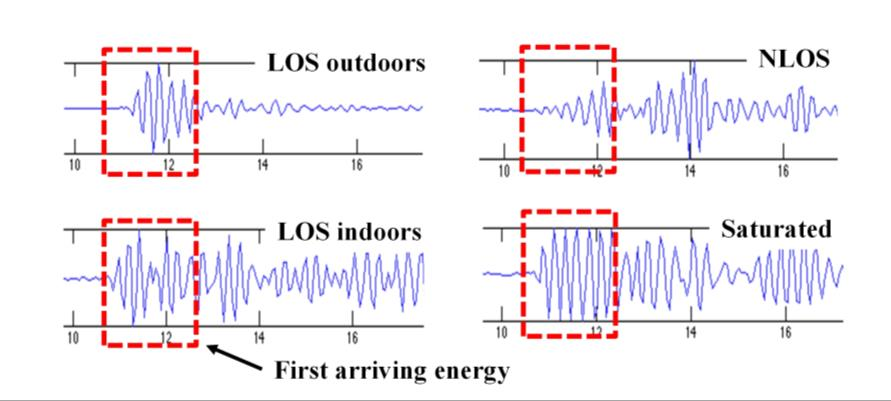 LOS outdoors
10 12 14 16
NLOS
10 12 14 16
LOS indoors
10 12 14 16
Saturated
10 12 14 16
First arriving energy